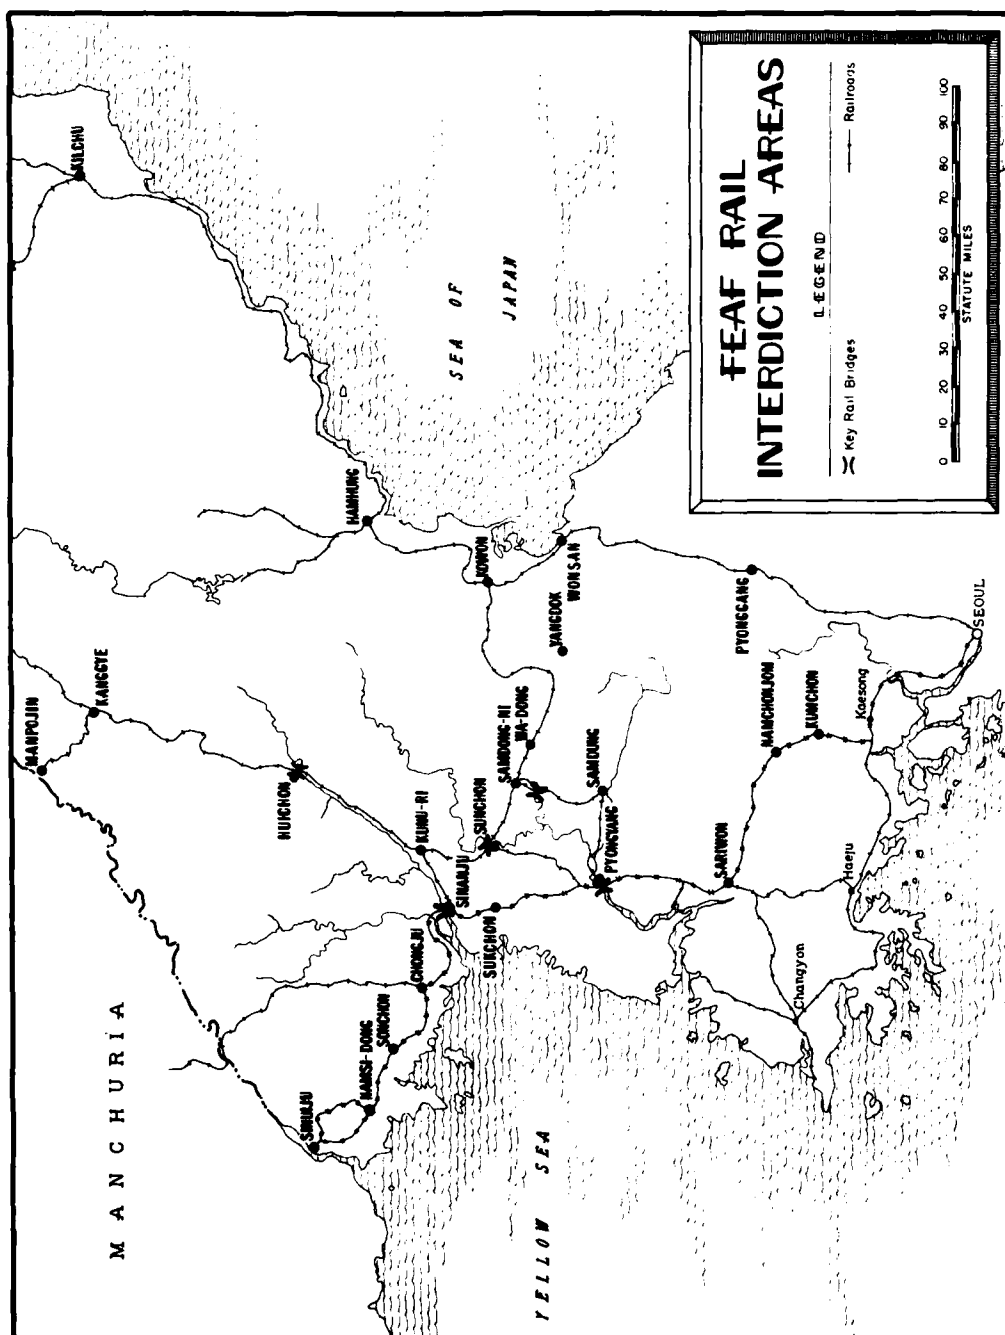 FEAF RAIL
INTERDICTION AREAS
LEGEND
Key Rail Bridges
Railroads
0 10 20 30 40 50 60 70 80 90 100
STATUTE MILES
MANCHURIA
SEA OF
JAPAN
YELLOW SEA
KILCHU
MANPOJIN
KANGGYE
HUICHON
HAMHUNG
KOWON
WONSAN
YANGDOK
SAMDONG-NI
WA-DONG
SUNCHON
KUNU-RI
SINANJU
SUKCHON
CHONGJU
SONCHON
NAMSI-DONG
SINUIJU
SAMDUNG
PYONGYANG
SARIWON
NAMCHONJOM
KUMCHON
PYONGGANG
Kaesong
SEOUL
Haeju
Changyon